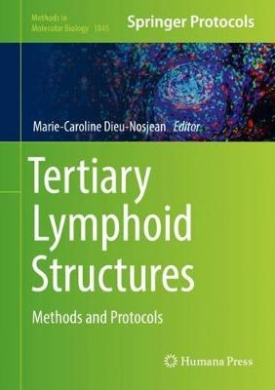 Methods in
Molecular Biology 1845
Springer Protocols
Marie-Caroline Dieu-Nosjean Editor
Tertiary
Lymphoid
Structures
Methods and Protocols
Humana Press